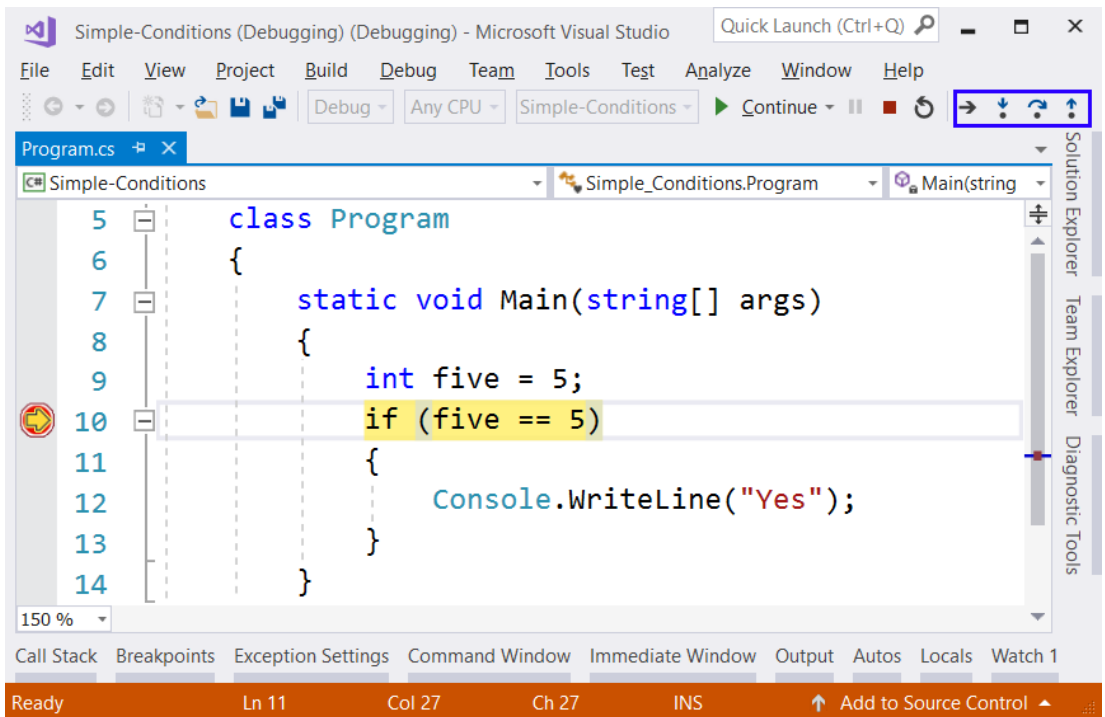 Simple-Conditions (Debugging) (Debugging) - Microsoft Visual Studio Quick Launch (Ctrl+Q)
File Edit View Project Build Debug Team Tools Test Analyze Window Help
Debug Any CPU Simple-Conditions Continue
Program.cs
C# Simple-Conditions Simple_Conditions.Program Main(string
5 class Program
6 {
7 static void Main(string[] args)
8 {
9 int five = 5;
10 if (five == 5)
11 {
12 Console.WriteLine("Yes");
13 }
14 }
150 %
Solution Explorer
Team Explorer
Diagnostic Tools
Call Stack Breakpoints Exception Settings Command Window Immediate Window Output Autos Locals Watch 1
Ready Ln 11 Col 27 Ch 27 INS Add to Source Control